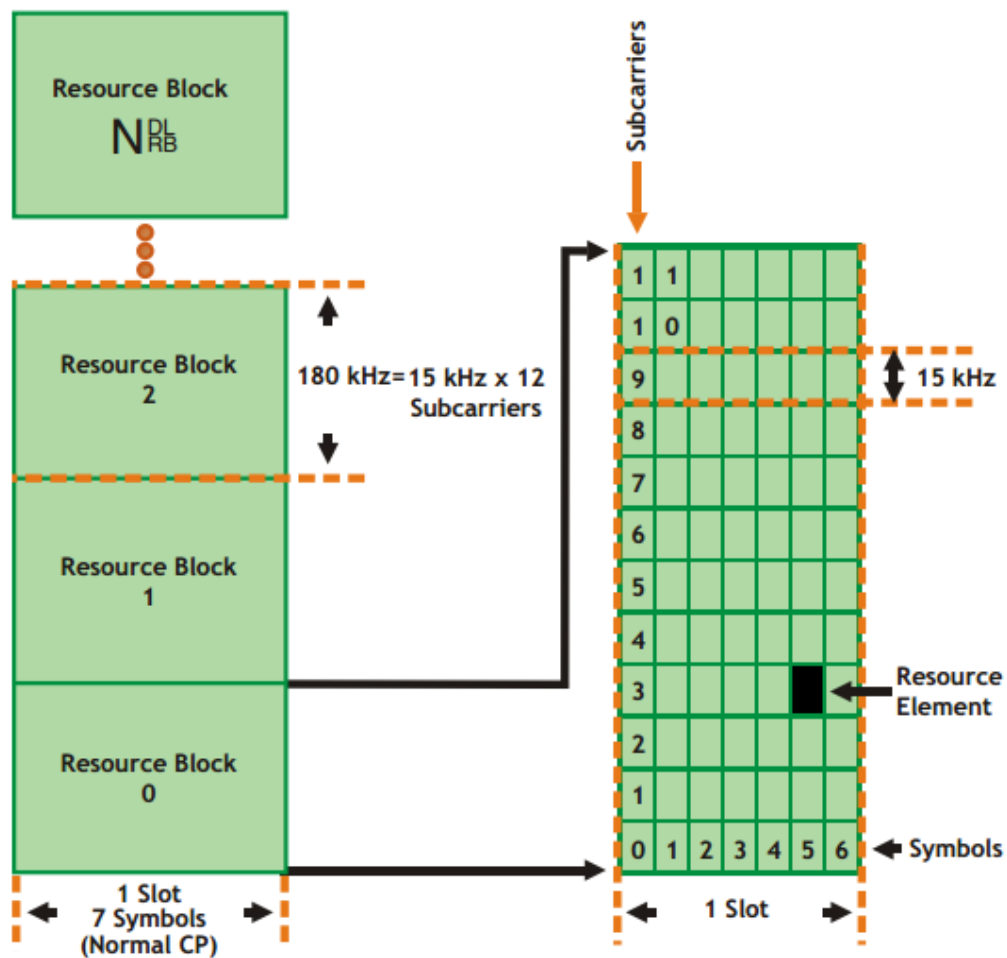 Resource Block
N DL RB
Resource Block
2
Resource Block
1
Resource Block
0
1 Slot
7 Symbols
(Normal CP)
180 kHz=15 kHz x 12
Subcarriers
Subcarriers
1 1
1 0
9
8
7
6
5
4
3
2
1
0 1 2 3 4 5 6
15 kHz
Resource
Element
Symbols
1 Slot